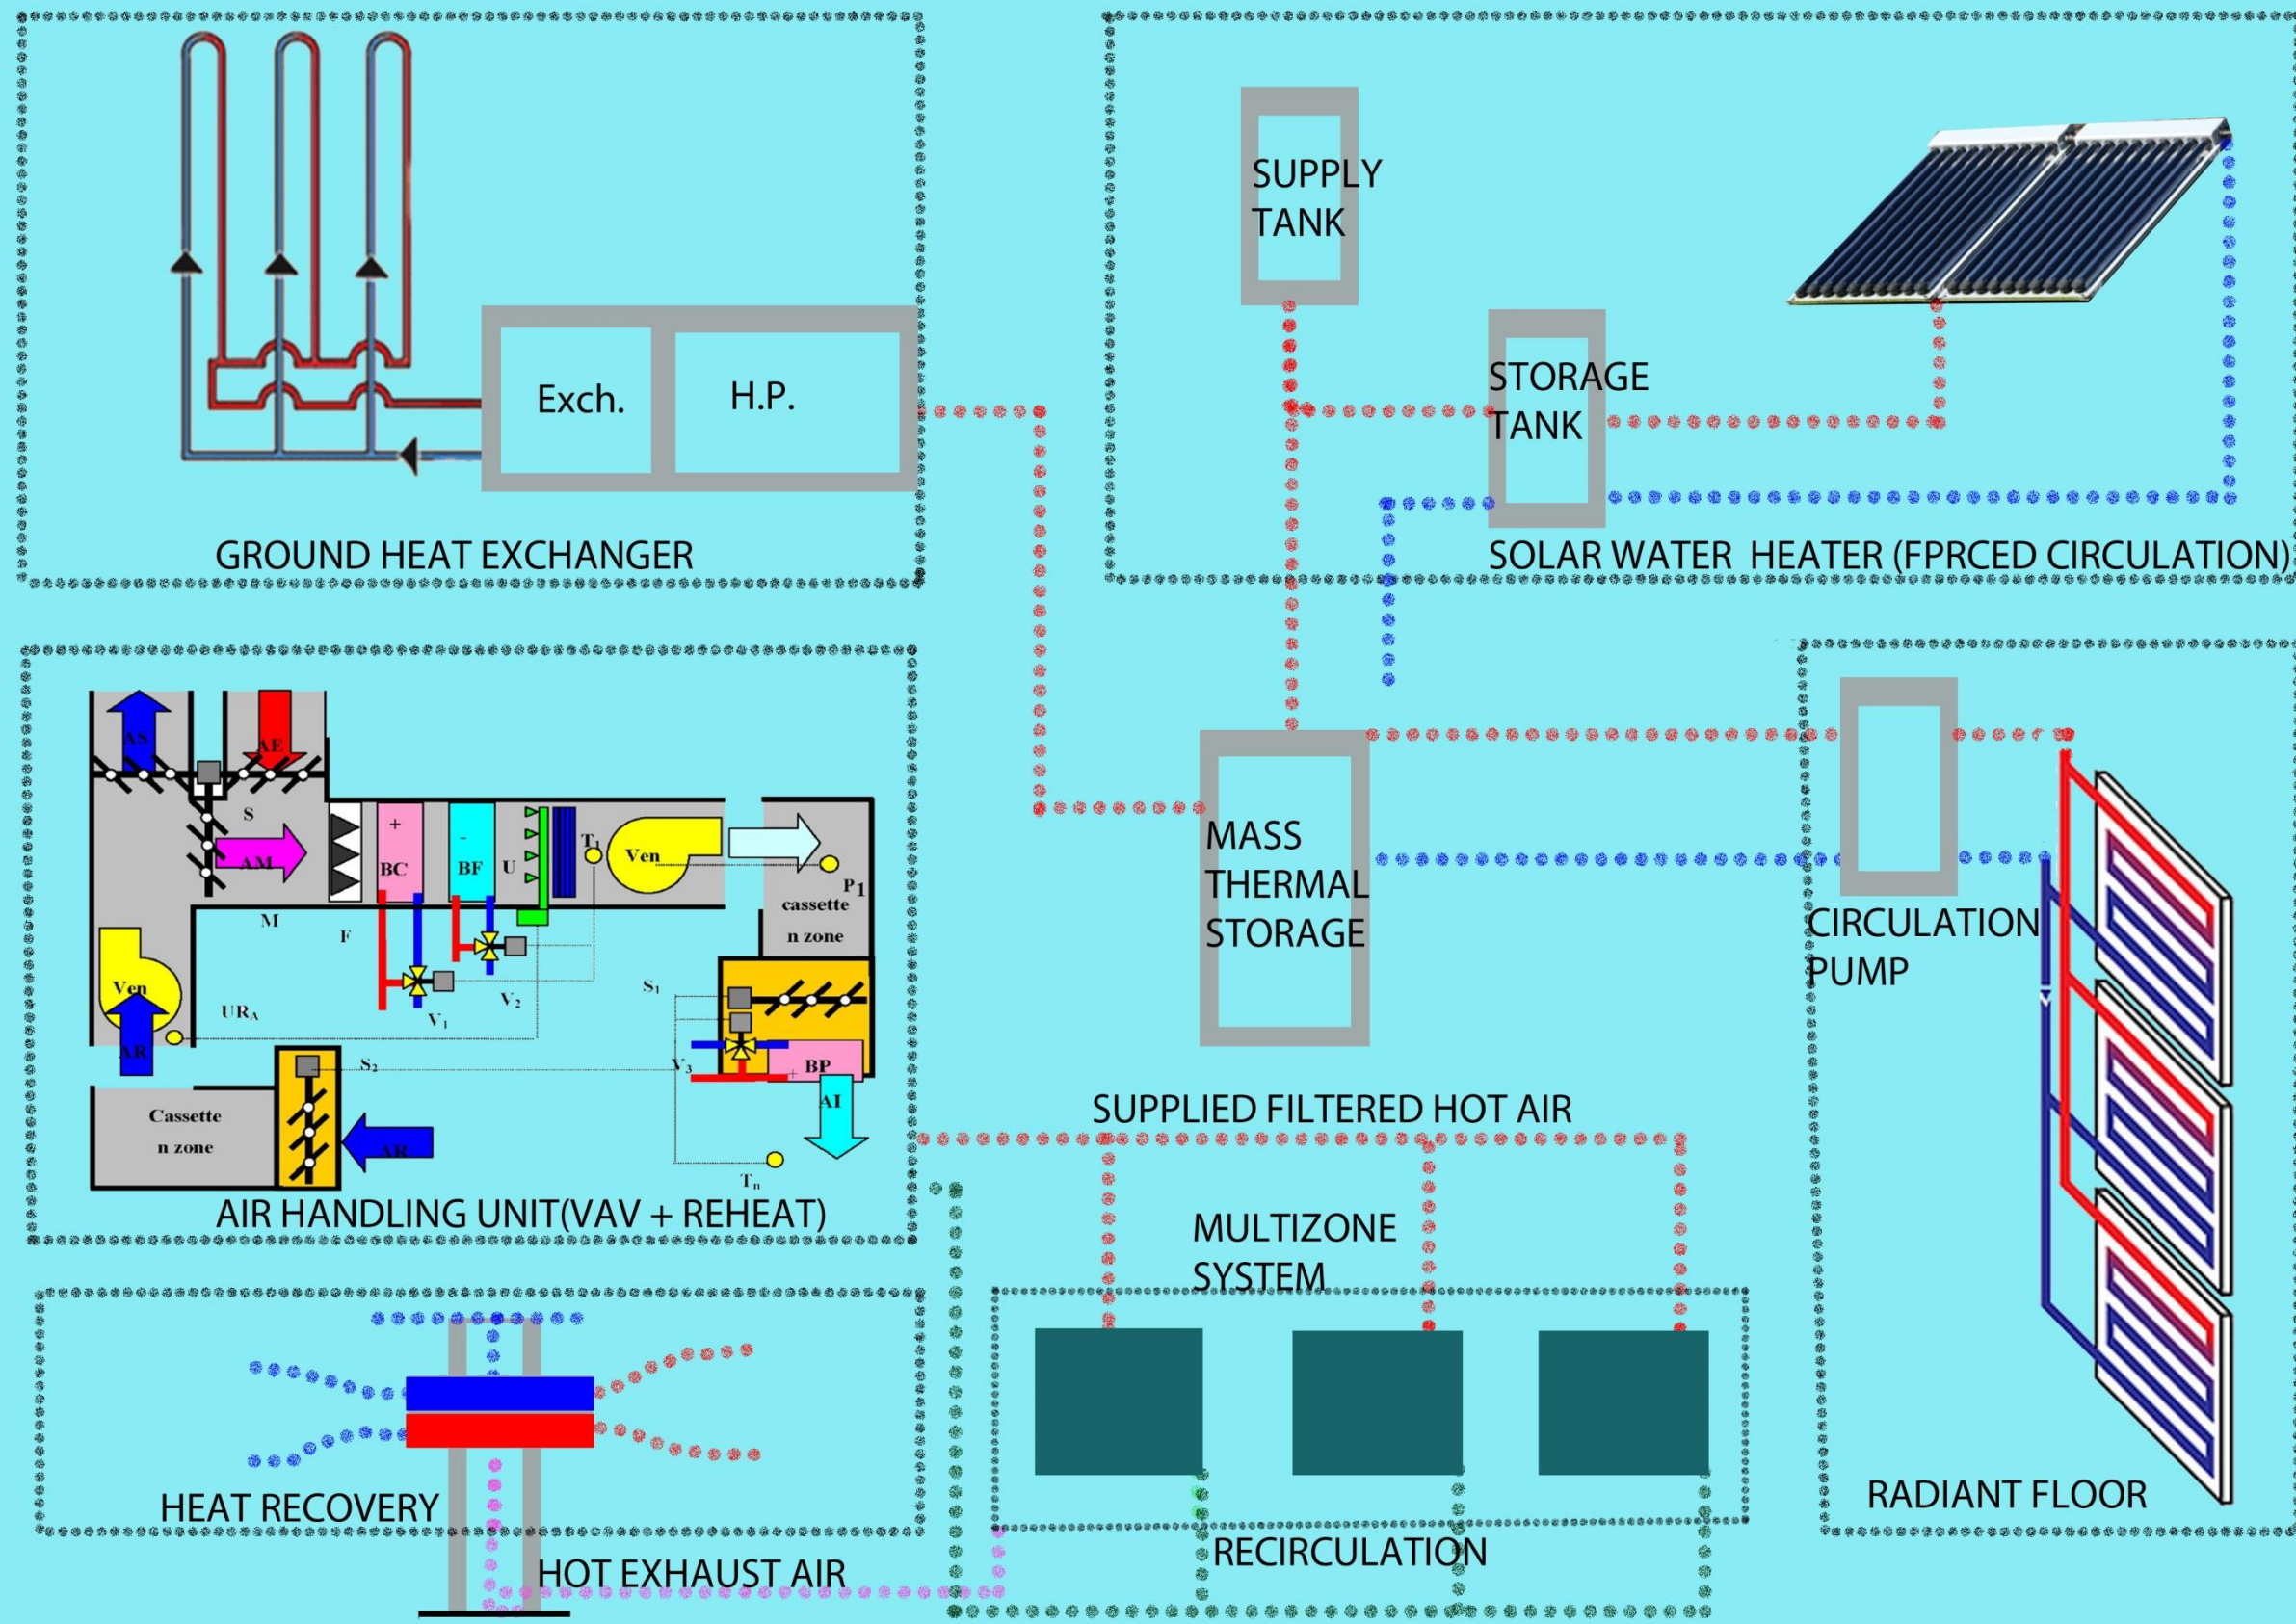 SUPPLY
TANK
STORAGE
TANK
Exch.
H.P.
GROUND HEAT EXCHANGER
SOLAR WATER HEATER (FPRCED CIRCULATION)
AS
AE
S
AM
+
BC
-
BF
U
T1
Ven
P1
cassette
n zone
M
F
Ven
URA
V1
V2
S1
AR
S2
V3
+
BP
AI
Cassette
n zone
AR
Tn
AIR HANDLING UNIT(VAV + REHEAT)
MASS
THERMAL
STORAGE
CIRCULATION
PUMP
SUPPLIED FILTERED HOT AIR
MULTIZONE
SYSTEM
RADIANT FLOOR
HEAT RECOVERY
RECIRCULATION
HOT EXHAUST AIR